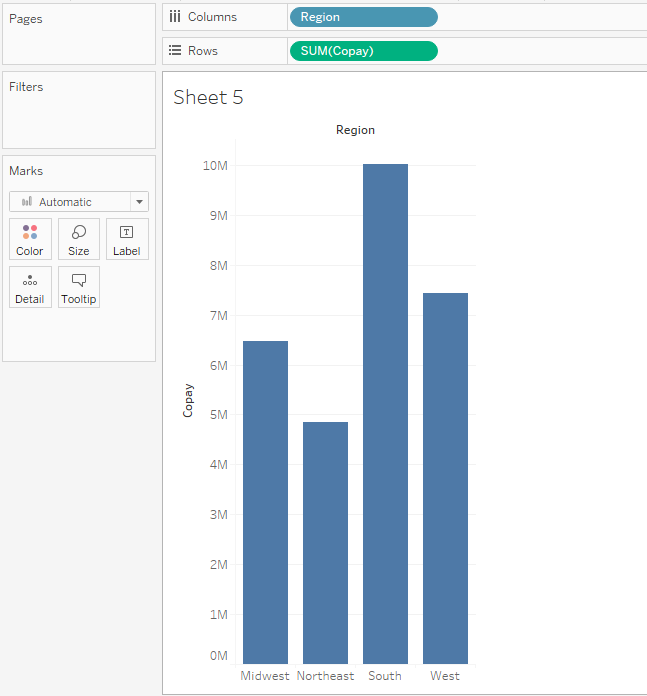 Pages
Columns
Region
Rows
SUM(Copay)
Filters
Marks
Automatic
Color
Size
Label
Detail
Tooltip
Sheet 5
Region
10M
9M
8M
7M
6M
5M
4M
3M
2M
1M
0M
Copay
Midwest Northeast South West